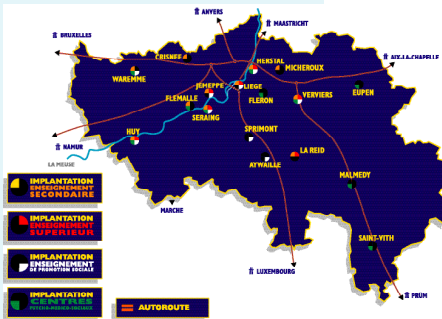 ANVERS
BRUXELLES
MAASTRICHT
CRISNEE
HERSTAL
MICHEROUX
AIX-LA-CHAPELLE
WAREMME
JEMEPPE
LIEGE
FLERON
VERVIERS
EUPEN
FLEMALLE
SERAING
HUY
SPRIMONT
NAMUR
LA MEUSE
AYWAILLE
LA REID
MALMEDY
IMPLANTATION
ENSEIGNEMENT
SECONDAIRE
MARCHE
IMPLANTATION
ENSEIGNEMENT
SUPERIEUR
SAINT-VITH
IMPLANTATION
ENSEIGNEMENT
DE PROMOTION SOCIALE
LUXEMBOURG
IMPLANTATION
CENTRES
PSYCHO-MEDICO-SOCIAUX
AUTOROUTE
PRUM